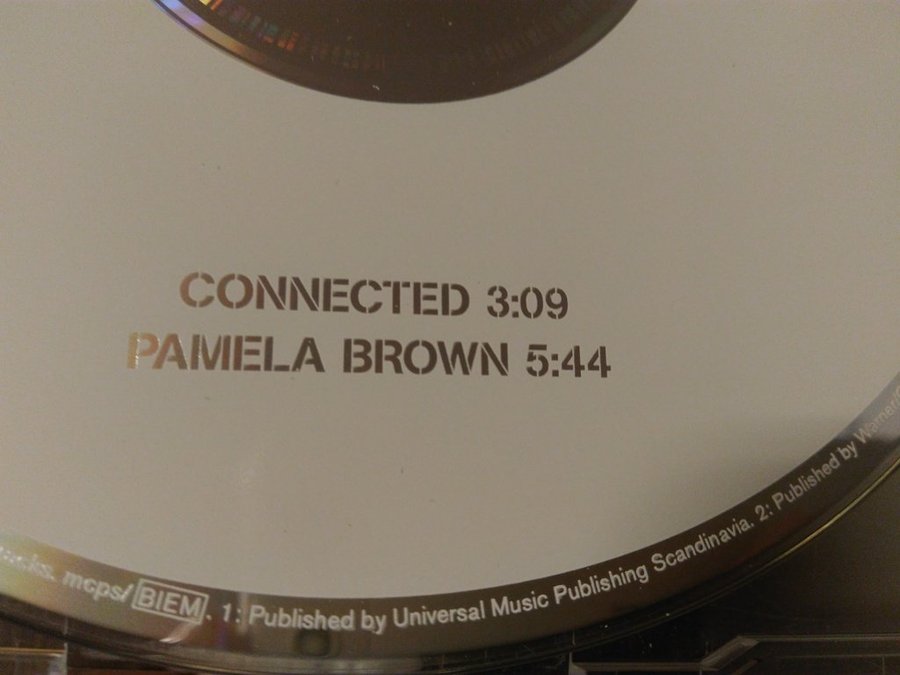 CONNECTED 3:09
PAMELA BROWN 5:44
mcps/BIEM. 1: Published by Universal Music Publishing Scandinavia. 2: Published by Warner/